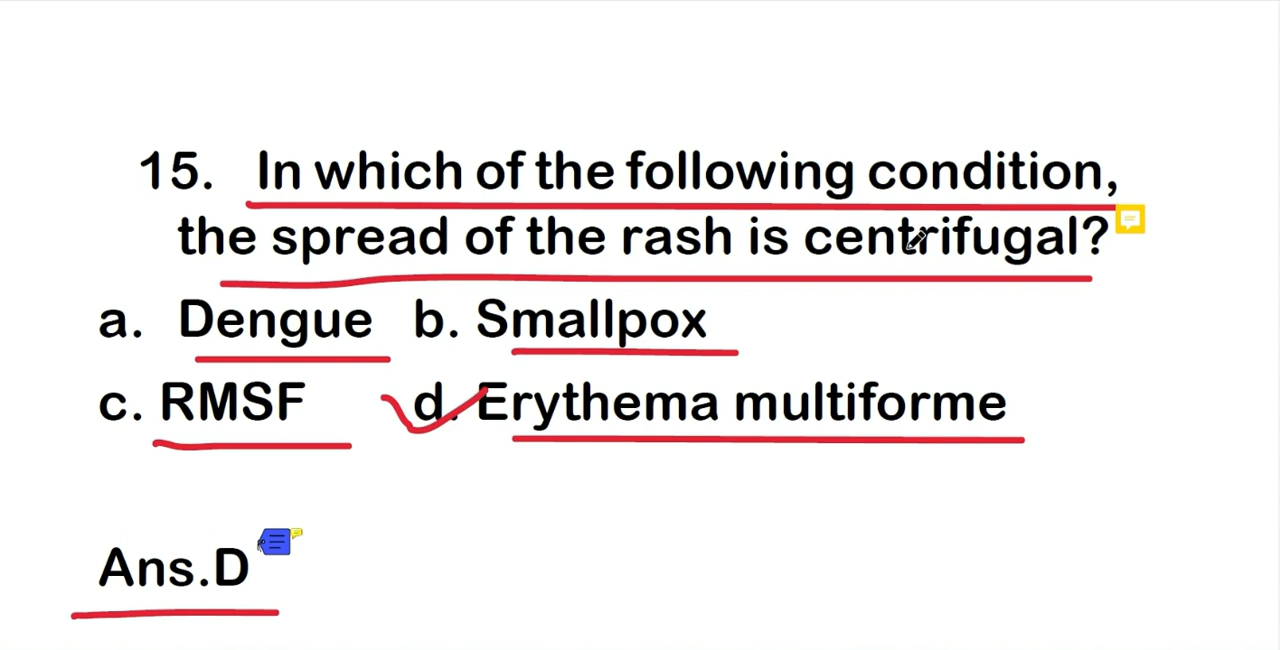 15. In which of the following condition,
the spread of the rash is centrifugal?
a. Dengue b. Smallpox
c. RMSF d. Erythema multiforme
Ans.D